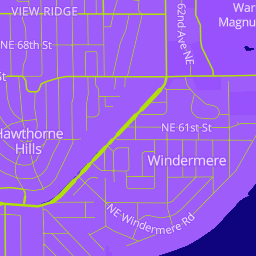 VIEW RIDGE
62nd Ave NE
War
Magnu
NE 68th St
St
NE 61st St
Hawthorne
Hills
Windermere
NE Windermere Rd